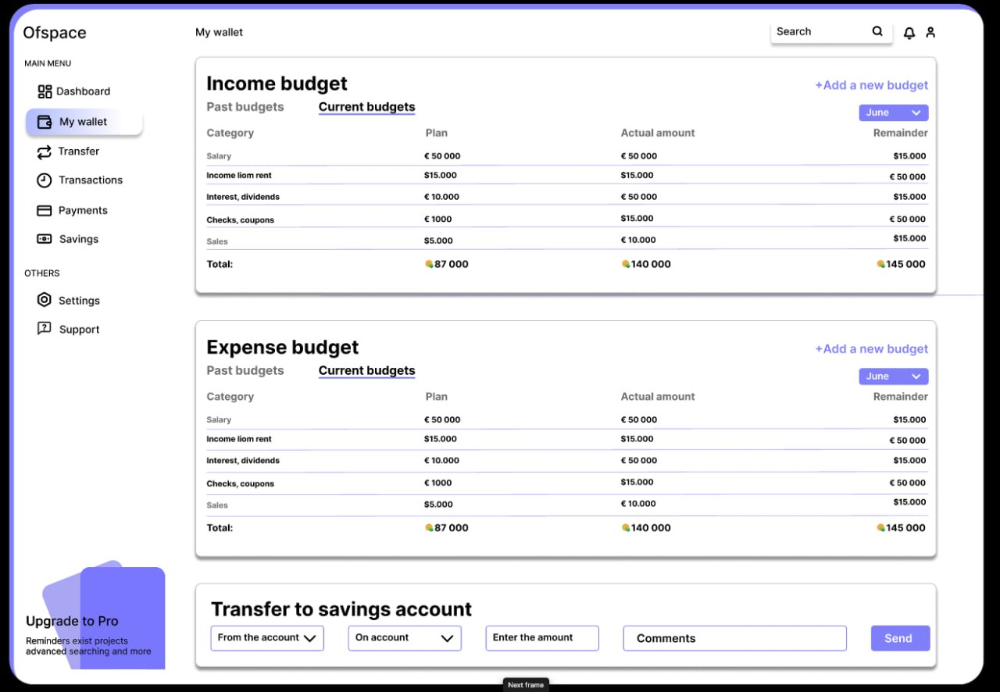 Ofspace
My wallet
Search
MAIN MENU
Dashboard
My wallet
Transfer
Transactions
Payments
Savings
OTHERS
Settings
Support
Upgrade to Pro
Reminders exist projects
advanced searching and more
Income budget
+Add a new budget
Past budgets Current budgets
June
Category Plan Actual amount Remainder
Salary € 50 000 € 50 000 $15.000
Income liom rent $15.000 $15.000 € 50 000
Interest, dividends € 10.000 € 50 000 $15.000
Checks, coupons € 1000 $15.000 € 50 000
Sales $5.000 € 10.000 $15.000
Total: 87 000 140 000 145 000
Expense budget
+Add a new budget
Past budgets Current budgets
June
Category Plan Actual amount Remainder
Salary € 50 000 € 50 000 $15.000
Income liom rent $15.000 $15.000 € 50 000
Interest, dividends € 10.000 € 50 000 $15.000
Checks, coupons € 1000 $15.000 € 50 000
Sales $5.000 € 10.000 $15.000
Total: 87 000 140 000 145 000
Transfer to savings account
From the account On account Enter the amount Comments Send
Next frame